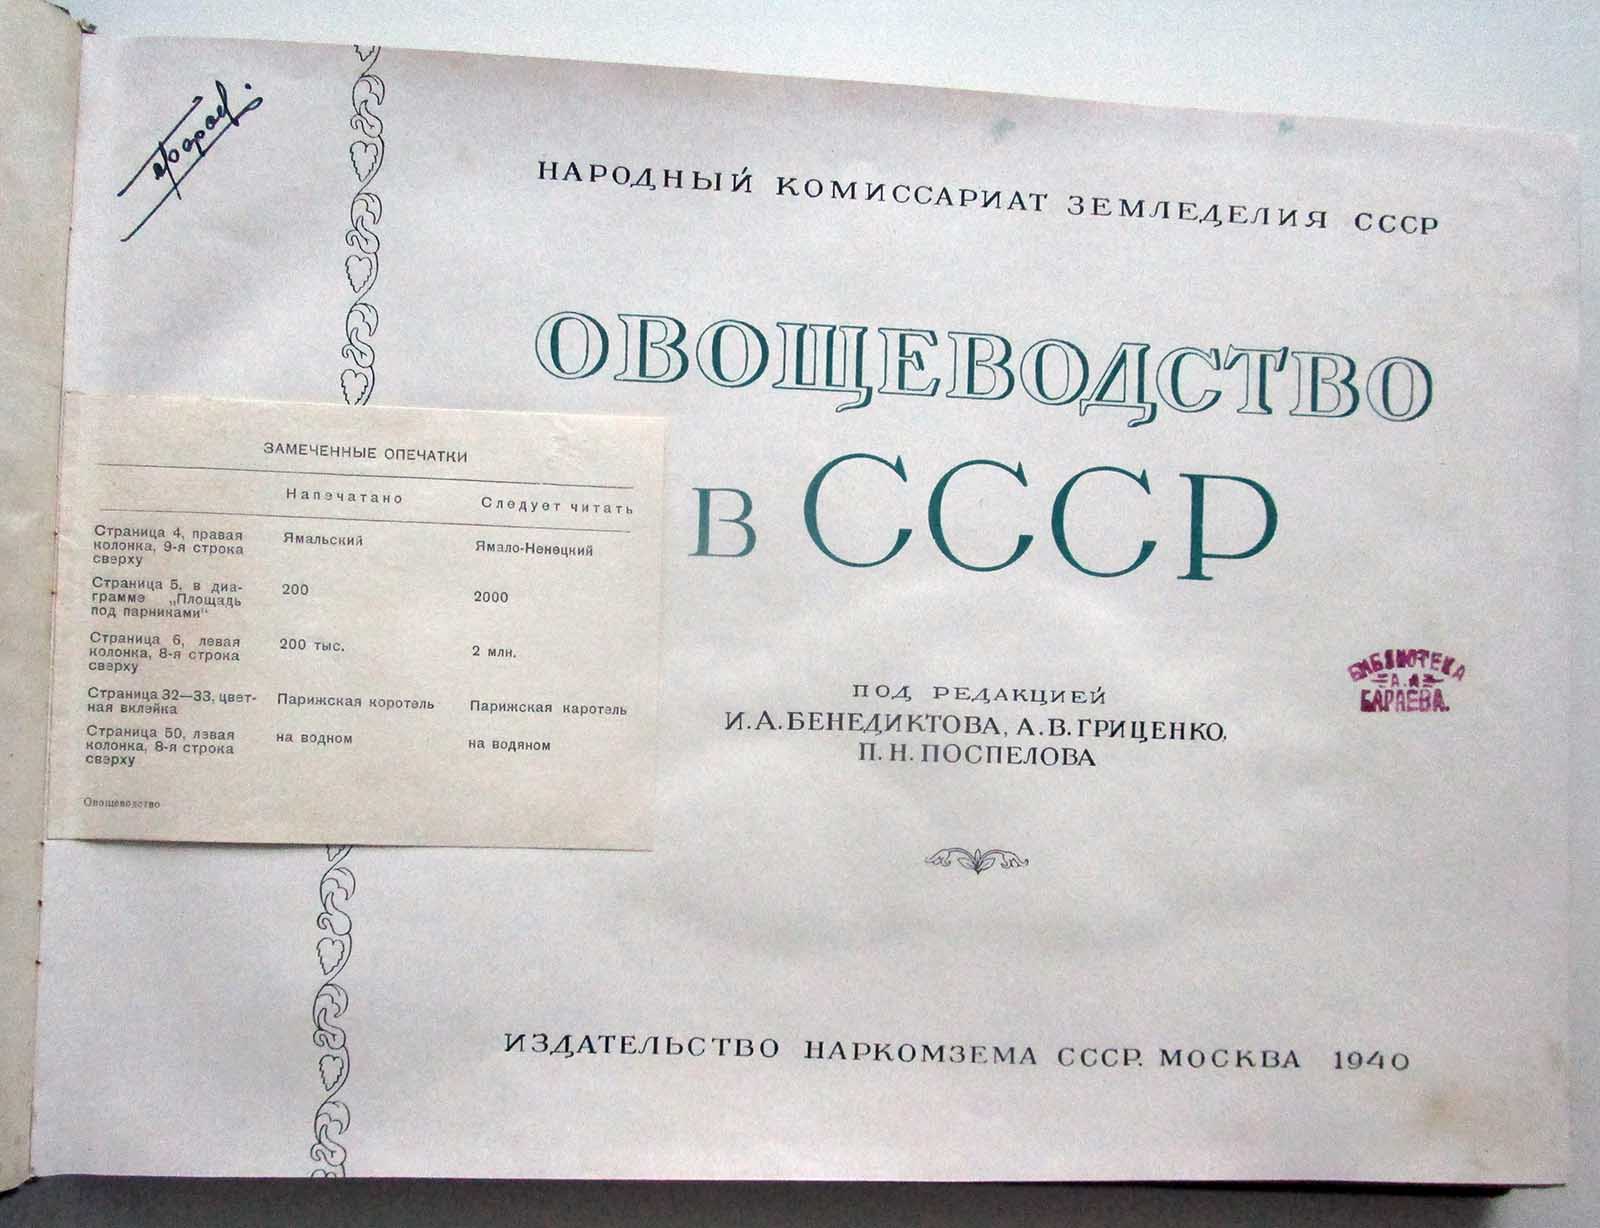 НАРОДНЫЙ КОМИССАРИАТ ЗЕМЛЕДЕЛИЯ СССР
ОВОЩЕВОДСТВО
В СССР
ПОД РЕДАКЦИЕЙ
И.А.БЕНЕДИКТОВА, А.В.ГРИЦЕНКО,
П.Н.ПОСПЕЛОВА
ИЗДАТЕЛЬСТВО НАРКОМЗЕМА СССР. МОСКВА 1940
БИБЛИОТЕКА
БАРАЕВА.
ЗАМЕЧЕННЫЕ ОПЕЧАТКИ
Напечатано Следует читать
Страница 4, правая
колонка, 9-я строка
сверху
Ямальский Ямало-Ненецкий
Страница 5, в диа-
грамме „Площадь
под парниками“
200 2000
Страница 6, левая
колонка, 8-я строка
сверху
200 тыс. 2 млн.
Страница 32—33, цвет-
ная вклейка
Парижская коротель Парижская каротель
Страница 50, левая
колонка, 8-я строка
сверху
на водном на водяном
Овощеводство